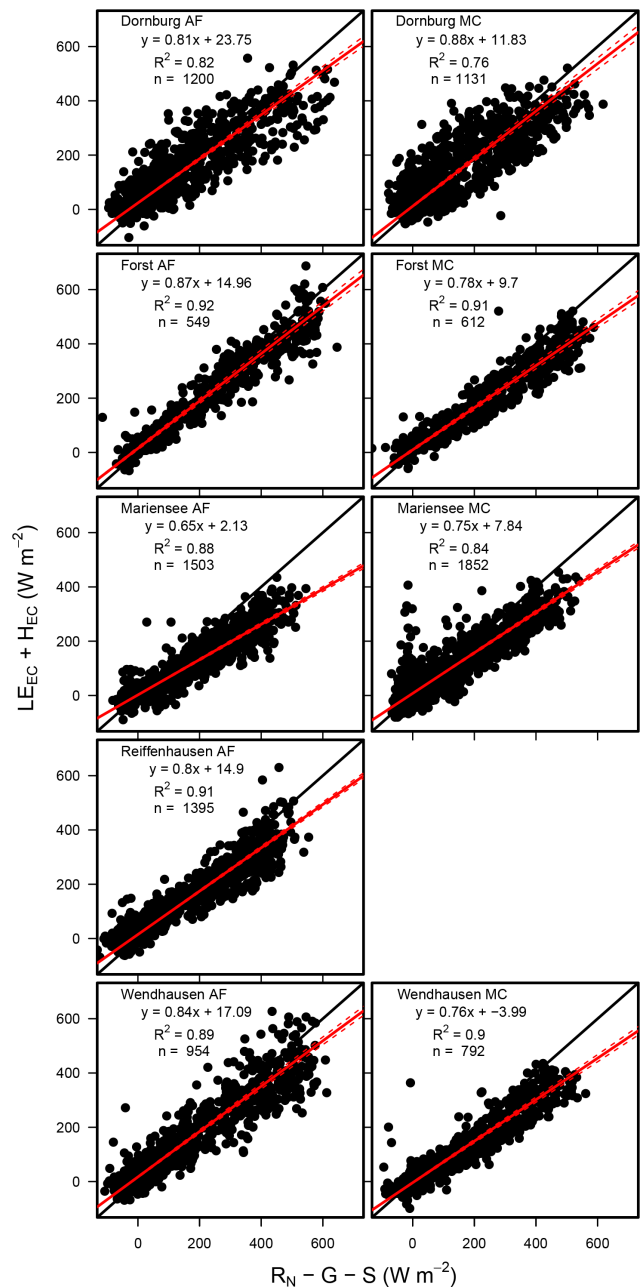 Dornburg AF
y = 0.81x + 23.75
R² = 0.82
n = 1200
600
400
200
0
Dornburg MC
y = 0.88x + 11.83
R² = 0.76
n = 1131
Forst AF
y = 0.87x + 14.96
R² = 0.92
n = 549
600
400
200
0
Forst MC
y = 0.78x + 9.7
R² = 0.91
n = 612
Mariensee AF
y = 0.65x + 2.13
R² = 0.88
n = 1503
600
400
200
0
Mariensee MC
y = 0.75x + 7.84
R² = 0.84
n = 1852
LE_EC + H_EC (W m⁻²)
Reiffenhausen AF
y = 0.8x + 14.9
R² = 0.91
n = 1395
600
400
200
0
Wendhausen AF
y = 0.84x + 17.09
R² = 0.89
n = 954
600
400
200
0
Wendhausen MC
y = 0.76x + −3.99
R² = 0.9
n = 792
0 200 400 600
0 200 400 600
R_N − G − S (W m⁻²)